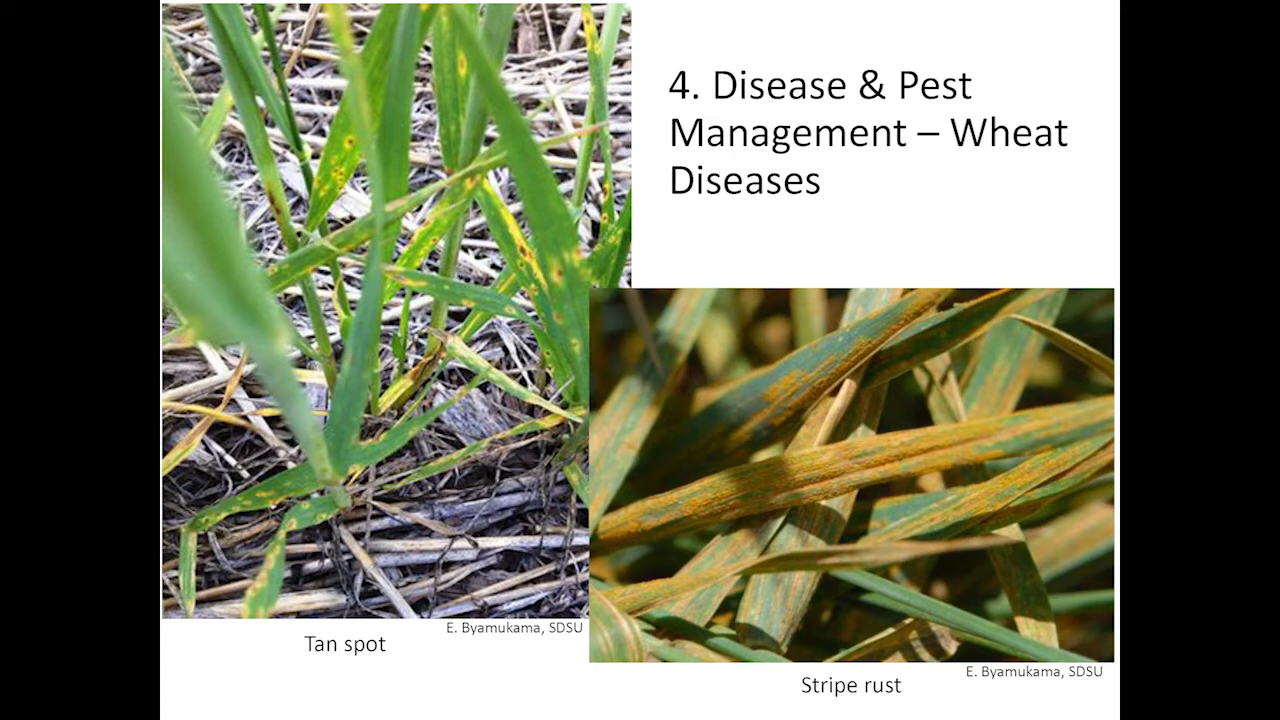 4. Disease & Pest
Management – Wheat
Diseases
E. Byamukama, SDSU
Tan spot
E. Byamukama, SDSU
Stripe rust